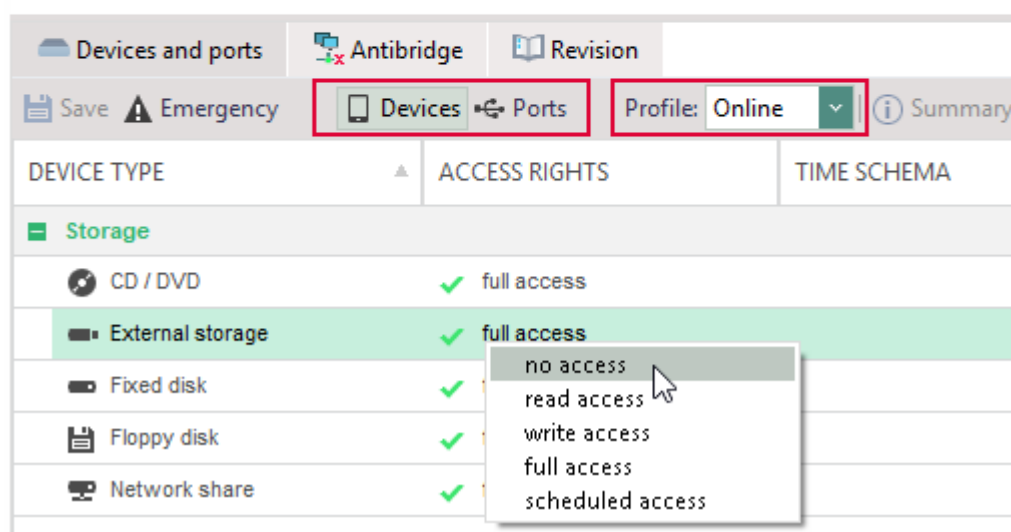 Devices and ports Antibridge Revision
Save Emergency Devices Ports Profile: Online Summary
DEVICE TYPE ACCESS RIGHTS TIME SCHEMA
Storage
CD / DVD full access
External storage full access
no access
Fixed disk
read access
write access
Floppy disk
full access
Network share
scheduled access